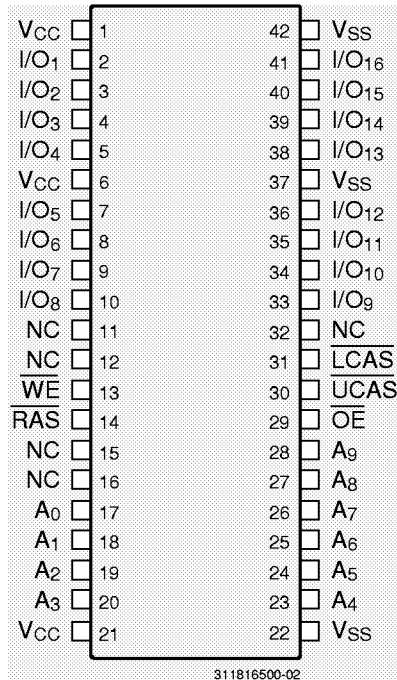 VCC 1 42 VSS
I/O1 2 41 I/O16
I/O2 3 40 I/O15
I/O3 4 39 I/O14
I/O4 5 38 I/O13
VCC 6 37 VSS
I/O5 7 36 I/O12
I/O6 8 35 I/O11
I/O7 9 34 I/O10
I/O8 10 33 I/O9
NC 11 32 NC
NC 12 31 LCAS
WE 13 30 UCAS
RAS 14 29 OE
NC 15 28 A9
NC 16 27 A8
A0 17 26 A7
A1 18 25 A6
A2 19 24 A5
A3 20 23 A4
VCC 21 22 VSS
311816500-02